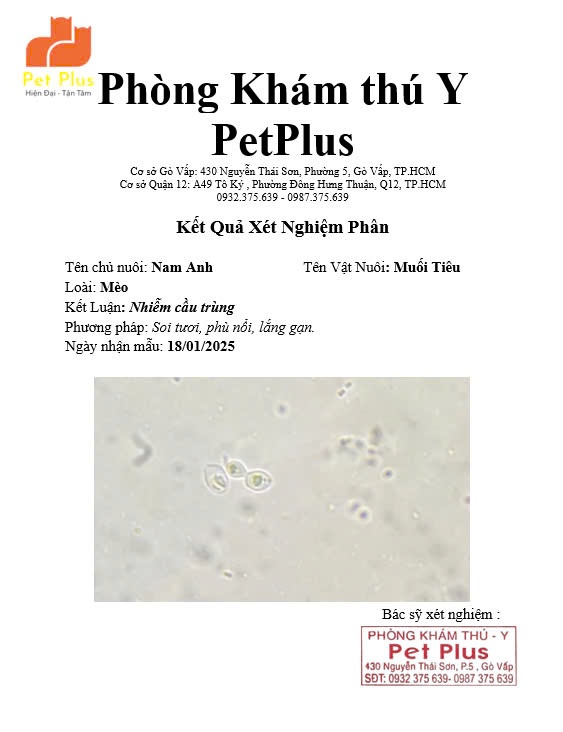 Pet Plus
Hiện Đại - Tận Tâm
Phòng Khám thú Y
PetPlus
Cơ sở Gò Vấp: 430 Nguyễn Thái Sơn, Phường 5, Gò Vấp, TP.HCM
Cơ sở Quận 12: A49 Tô Ký , Phường Đông Hưng Thuận, Q12, TP.HCM
0932.375.639 - 0987.375.639
Kết Quả Xét Nghiệm Phân
Tên chủ nuôi: Nam Anh Tên Vật Nuôi: Muối Tiêu
Loài: Mèo
Kết Luận: Nhiễm cầu trùng
Phương pháp: Soi tươi, phù nổi, lắng gạn.
Ngày nhận mẫu: 18/01/2025
Bác sỹ xét nghiệm :
PHÒNG KHÁM THÚ - Y
Pet Plus
430 Nguyễn Thái Sơn, P.5 , Gò Vấp
SĐT: 0932 375 639- 0987 375 639